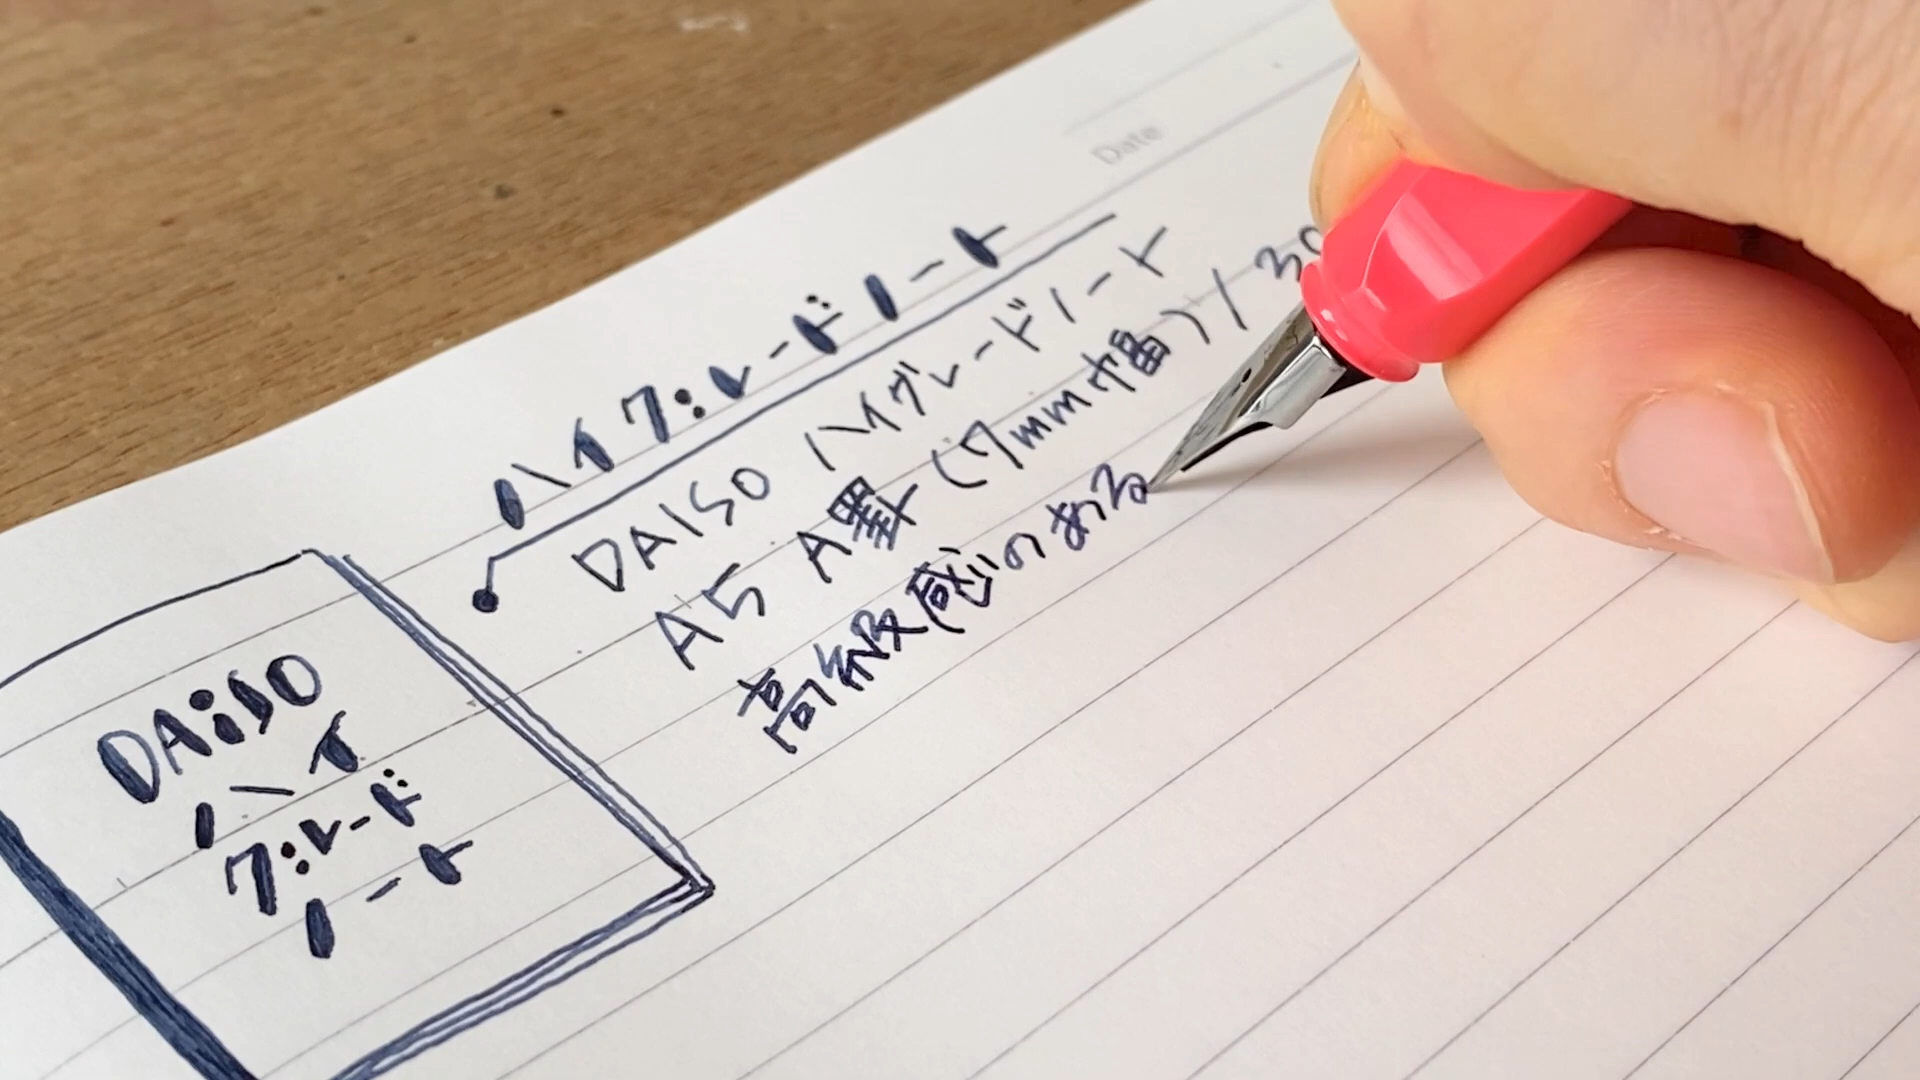 Date
ハイグレードノート
DAISO ハイグレードノート
A5 A罫（7mm幅）/ 30
高級感のある
DAiSO
ハイ
グレード
ノート